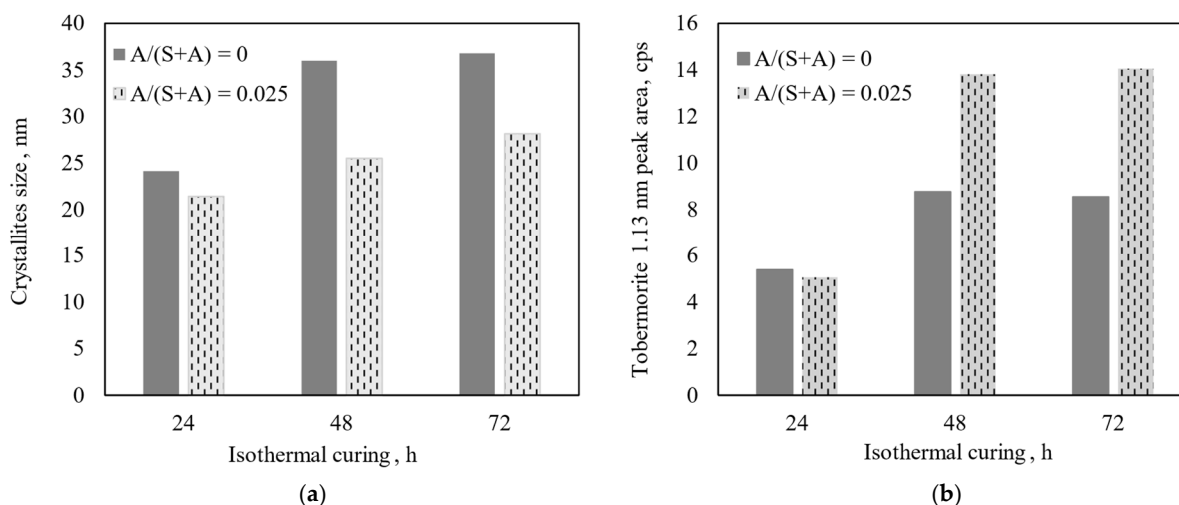 40
35
30
25
20
15
10
5
0
Crystallites size, nm
A/(S+A) = 0
A/(S+A) = 0.025
24 48 72
Isothermal curing, h
(a)
16
14
12
10
8
6
4
2
0
Tobermorite 1.13 nm peak area, cps
A/(S+A) = 0
A/(S+A) = 0.025
24 48 72
Isothermal curing, h
(b)